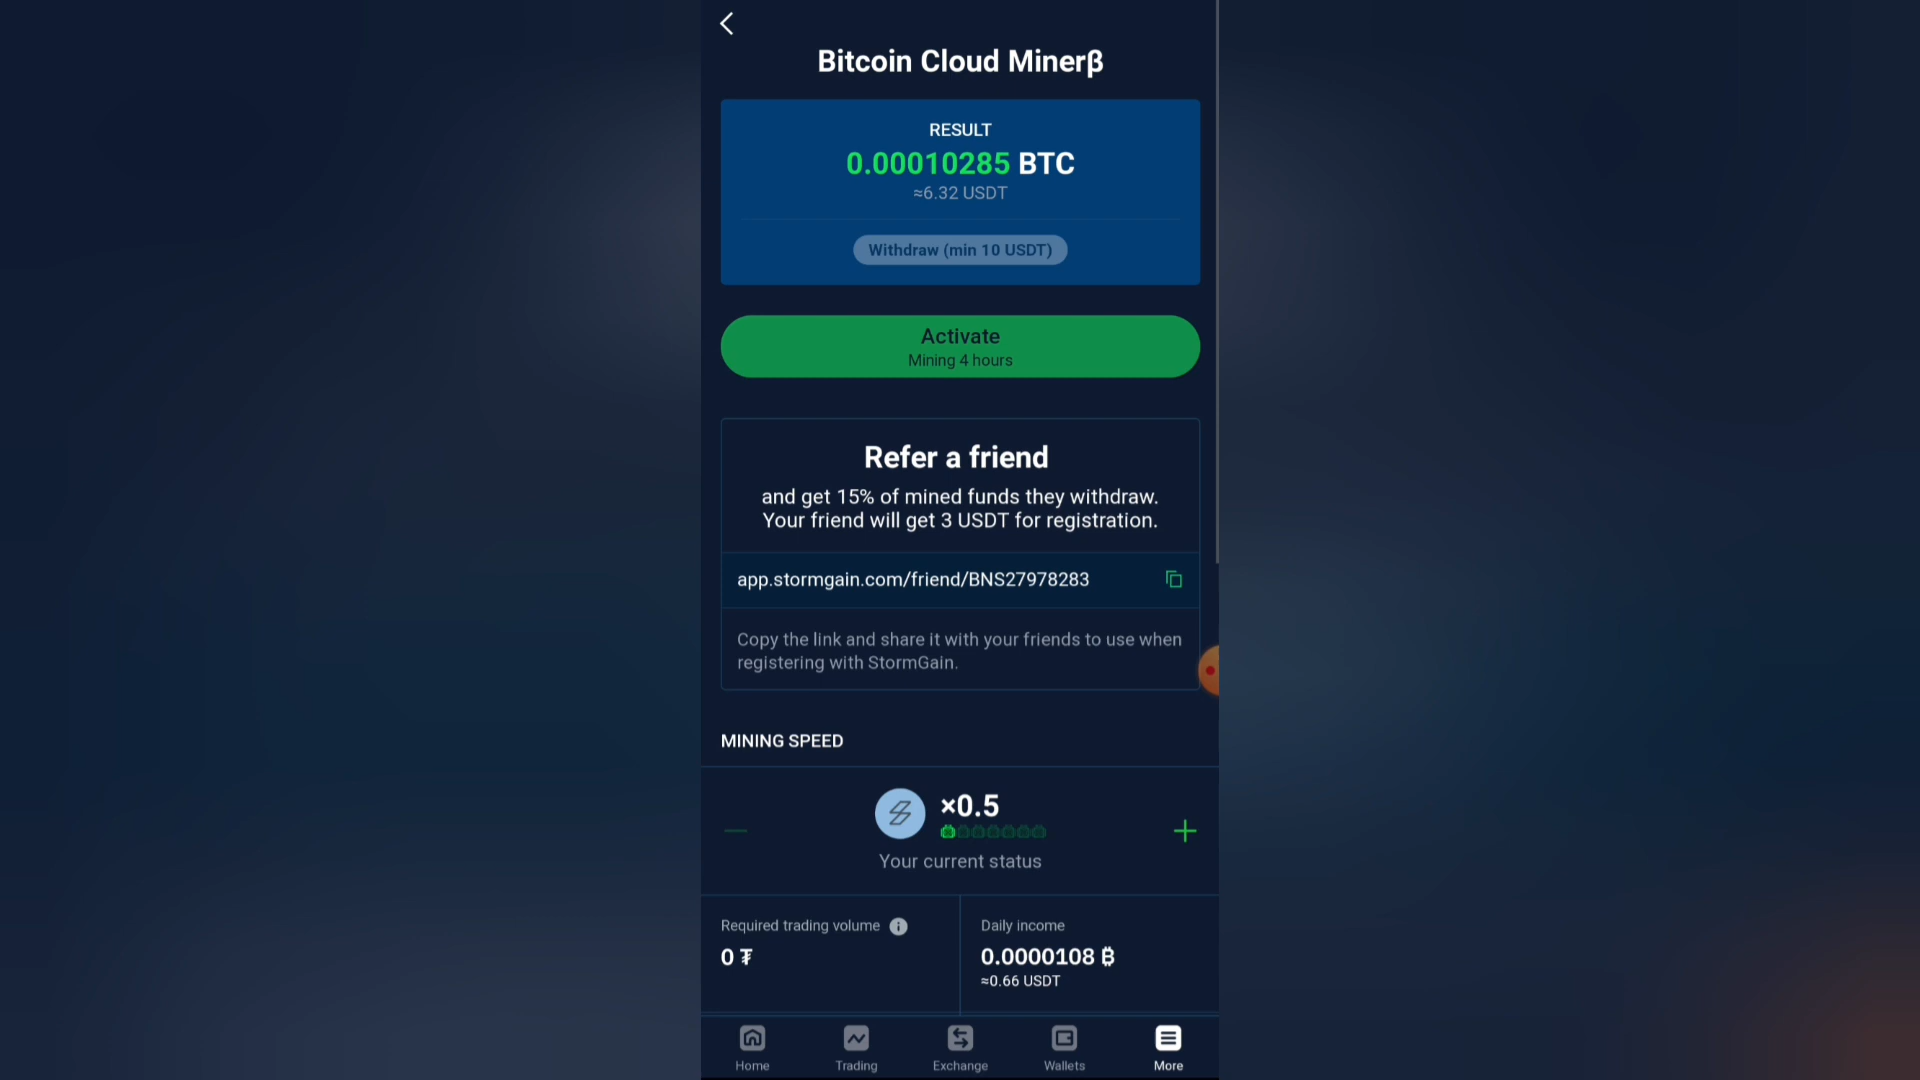 Bitcoin Cloud Minerβ
RESULT
0.00010285 BTC
≈6.32 USDT
Withdraw (min 10 USDT)
Activate
Mining 4 hours
Refer a friend
and get 15% of mined funds they withdraw.
Your friend will get 3 USDT for registration.
app.stormgain.com/friend/BNS27978283
Copy the link and share it with your friends to use when
registering with StormGain.
MINING SPEED
×0.5
Your current status
Required trading volume
0 ₮
Daily income
0.0000108 ₿
≈0.66 USDT
Home
Trading
Exchange
Wallets
More